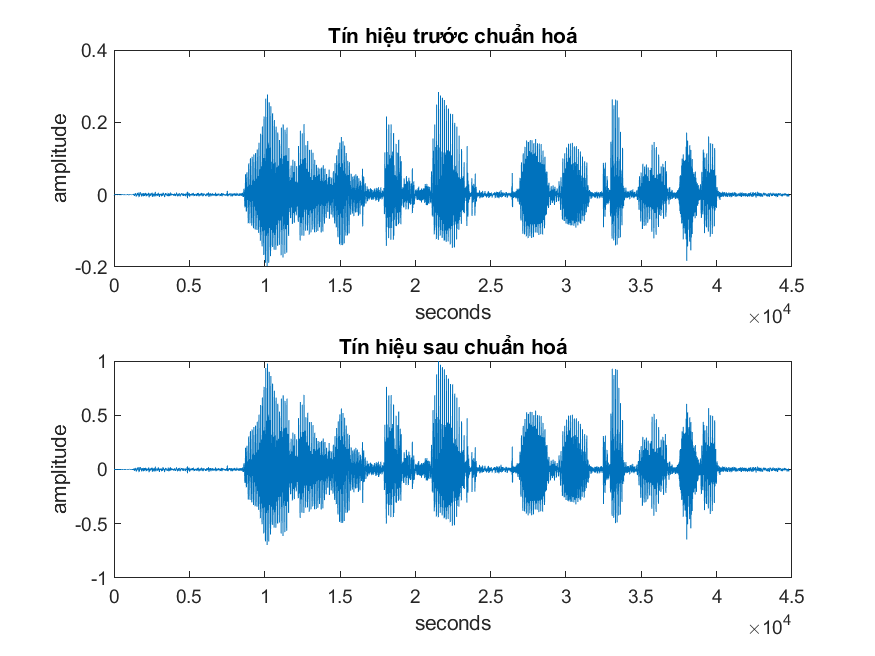 Tín hiệu trước chuẩn hoá
0.4
0.2
0
-0.2
amplitude
0 0.5 1 1.5 2 2.5 3 3.5 4 4.5
seconds
×10^4
Tín hiệu sau chuẩn hoá
1
0.5
0
-0.5
-1
amplitude
0 0.5 1 1.5 2 2.5 3 3.5 4 4.5
seconds
×10^4